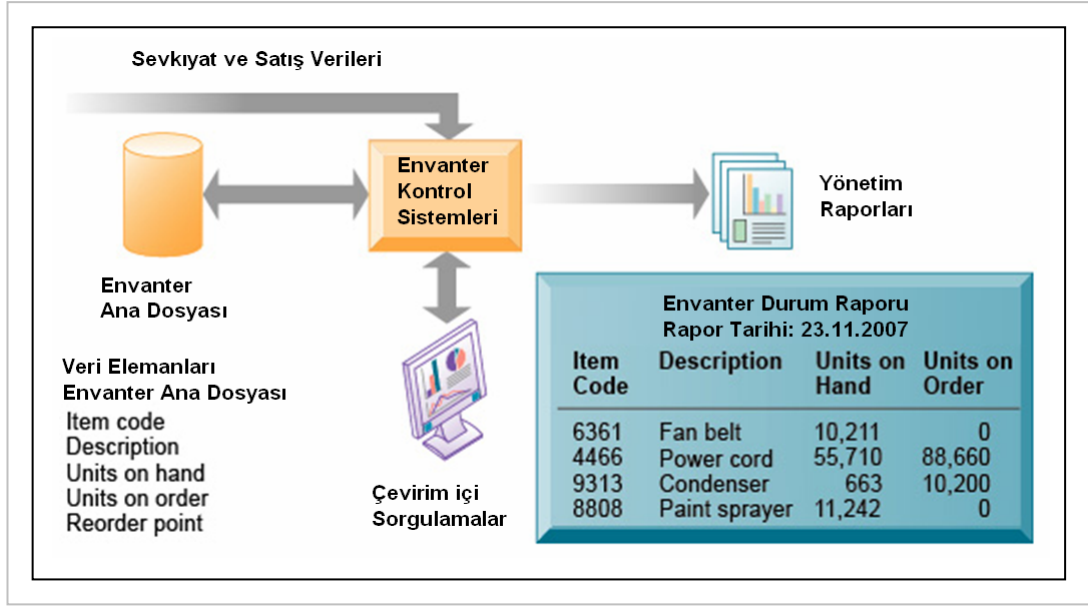 Sevkıyat ve Satış Verileri
Envanter
Kontrol
Sistemleri
Yönetim
Raporları
Envanter
Ana Dosyası
Veri Elemanları
Envanter Ana Dosyası
Item code
Description
Units on hand
Units on order
Reorder point
Çevirim içi
Sorgulamalar
Envanter Durum Raporu
Rapor Tarihi: 23.11.2007
Item Description Units on Units on
Code Hand Order
6361 Fan belt 10,211 0
4466 Power cord 55,710 88,660
9313 Condenser 663 10,200
8808 Paint sprayer 11,242 0